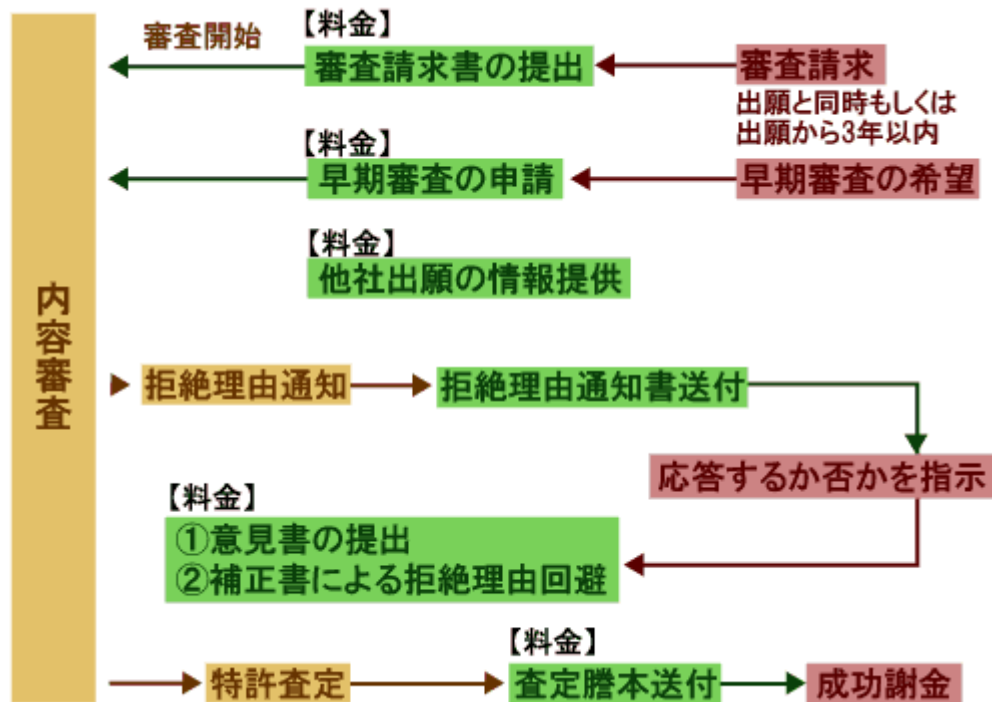 【料金】
審査開始
審査請求書の提出
審査請求
出願と同時もしくは
出願から3年以内
【料金】
早期審査の申請
早期審査の希望
【料金】
他社出願の情報提供
内容審査
拒絶理由通知
拒絶理由通知書送付
応答するか否かを指示
【料金】
①意見書の提出
②補正書による拒絶理由回避
【料金】
特許査定
査定謄本送付
成功謝金